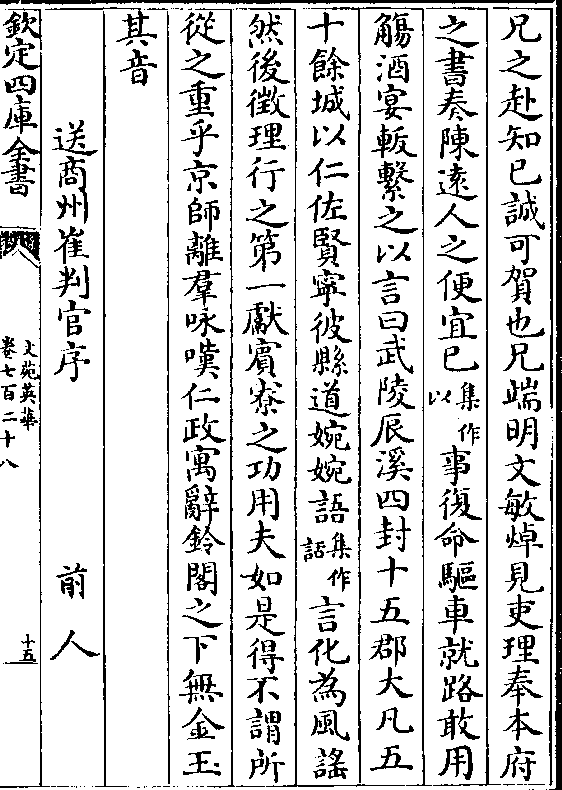 兄之赴知已誠可賀也兄端明文敏焯見吏理奉本府
之書奏陳遠人之便宜已集作以事復命驅車就路敢用
觴酒宴輒繫之以言曰武陵辰溪四封十五郡大凡五
十餘城以仁佐賢寧彼縣道婉婉語集作話言化為風謠
然後徵理行之第一獻賓寮之功用夫如是得不謂所
從之重乎京師離羣咏嘆仁政寓辭鈴閣之下無金玉
其音
送商州崔判官序 前人
欽定四庫全書
文苑英華
卷七百二十八
十五